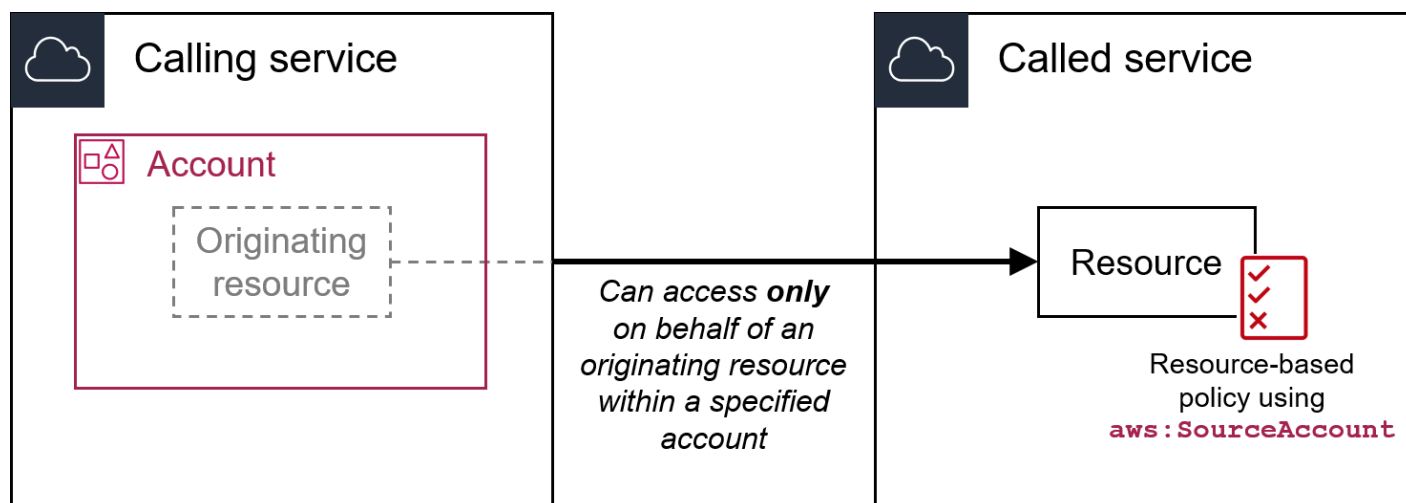 Calling service
Called service
Account
Originating
resource
Can access only
on behalf of an
originating resource
within a specified
account
Resource
Resource-based
policy using
aws:SourceAccount